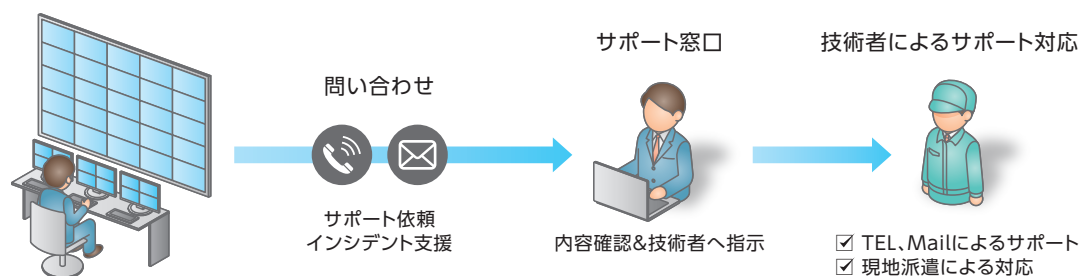 問い合わせ
サポート依頼
インシデント支援
サポート窓口
内容確認&技術者へ指示
技術者によるサポート対応
☑ TEL、Mailによるサポート
☑ 現地派遣による対応